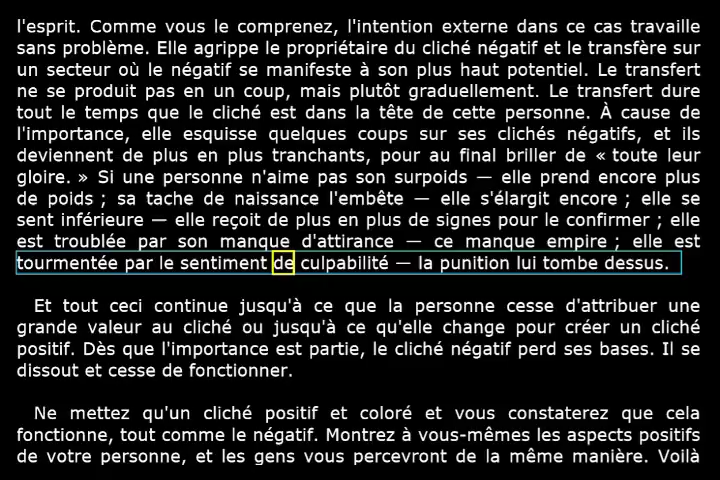 l'esprit. Comme vous le comprenez, l'intention externe dans ce cas travaille
sans problème. Elle agrippe le propriétaire du cliché négatif et le transfère sur
un secteur où le négatif se manifeste à son plus haut potentiel. Le transfert
ne se produit pas en un coup, mais plutôt graduellement. Le transfert dure
tout le temps que le cliché est dans la tête de cette personne. À cause de
l'importance, elle esquisse quelques coups sur ses clichés négatifs, et ils
deviennent de plus en plus tranchants, pour au final briller de « toute leur
gloire. » Si une personne n'aime pas son surpoids — elle prend encore plus
de poids ; sa tache de naissance l'embête — elle s'élargit encore ; elle se
sent inférieure — elle reçoit de plus en plus de signes pour le confirmer ; elle
est troublée par son manque d'attirance — ce manque empire ; elle est
tourmentée par le sentiment de culpabilité — la punition lui tombe dessus.
Et tout ceci continue jusqu'à ce que la personne cesse d'attribuer une
grande valeur au cliché ou jusqu'à ce qu'elle change pour créer un cliché
positif. Dès que l'importance est partie, le cliché négatif perd ses bases. Il se
dissout et cesse de fonctionner.
Ne mettez qu'un cliché positif et coloré et vous constaterez que cela
fonctionne, tout comme le négatif. Montrez à vous-mêmes les aspects positifs
de votre personne, et les gens vous percevront de la même manière. Voilà